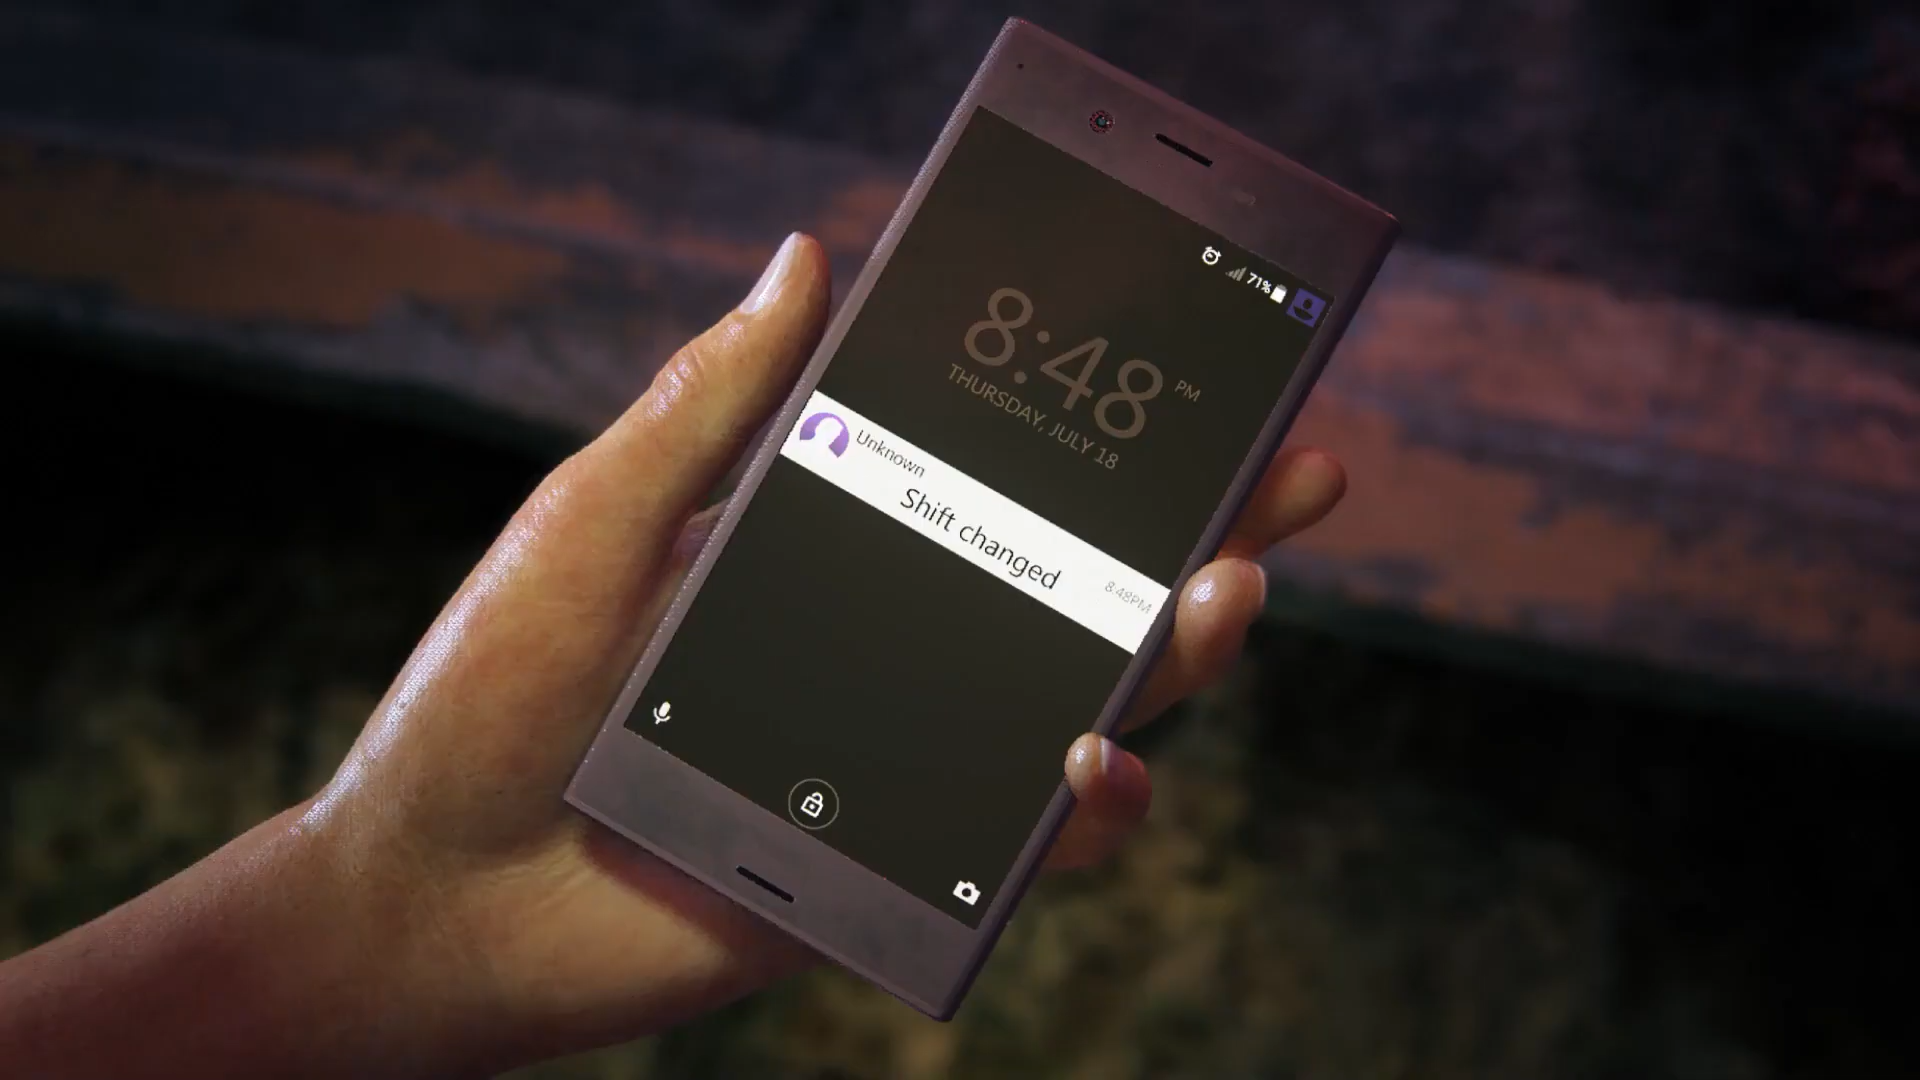 71%
8:48 PM
THURSDAY, JULY 18
Unknown
Shift changed
8:48PM